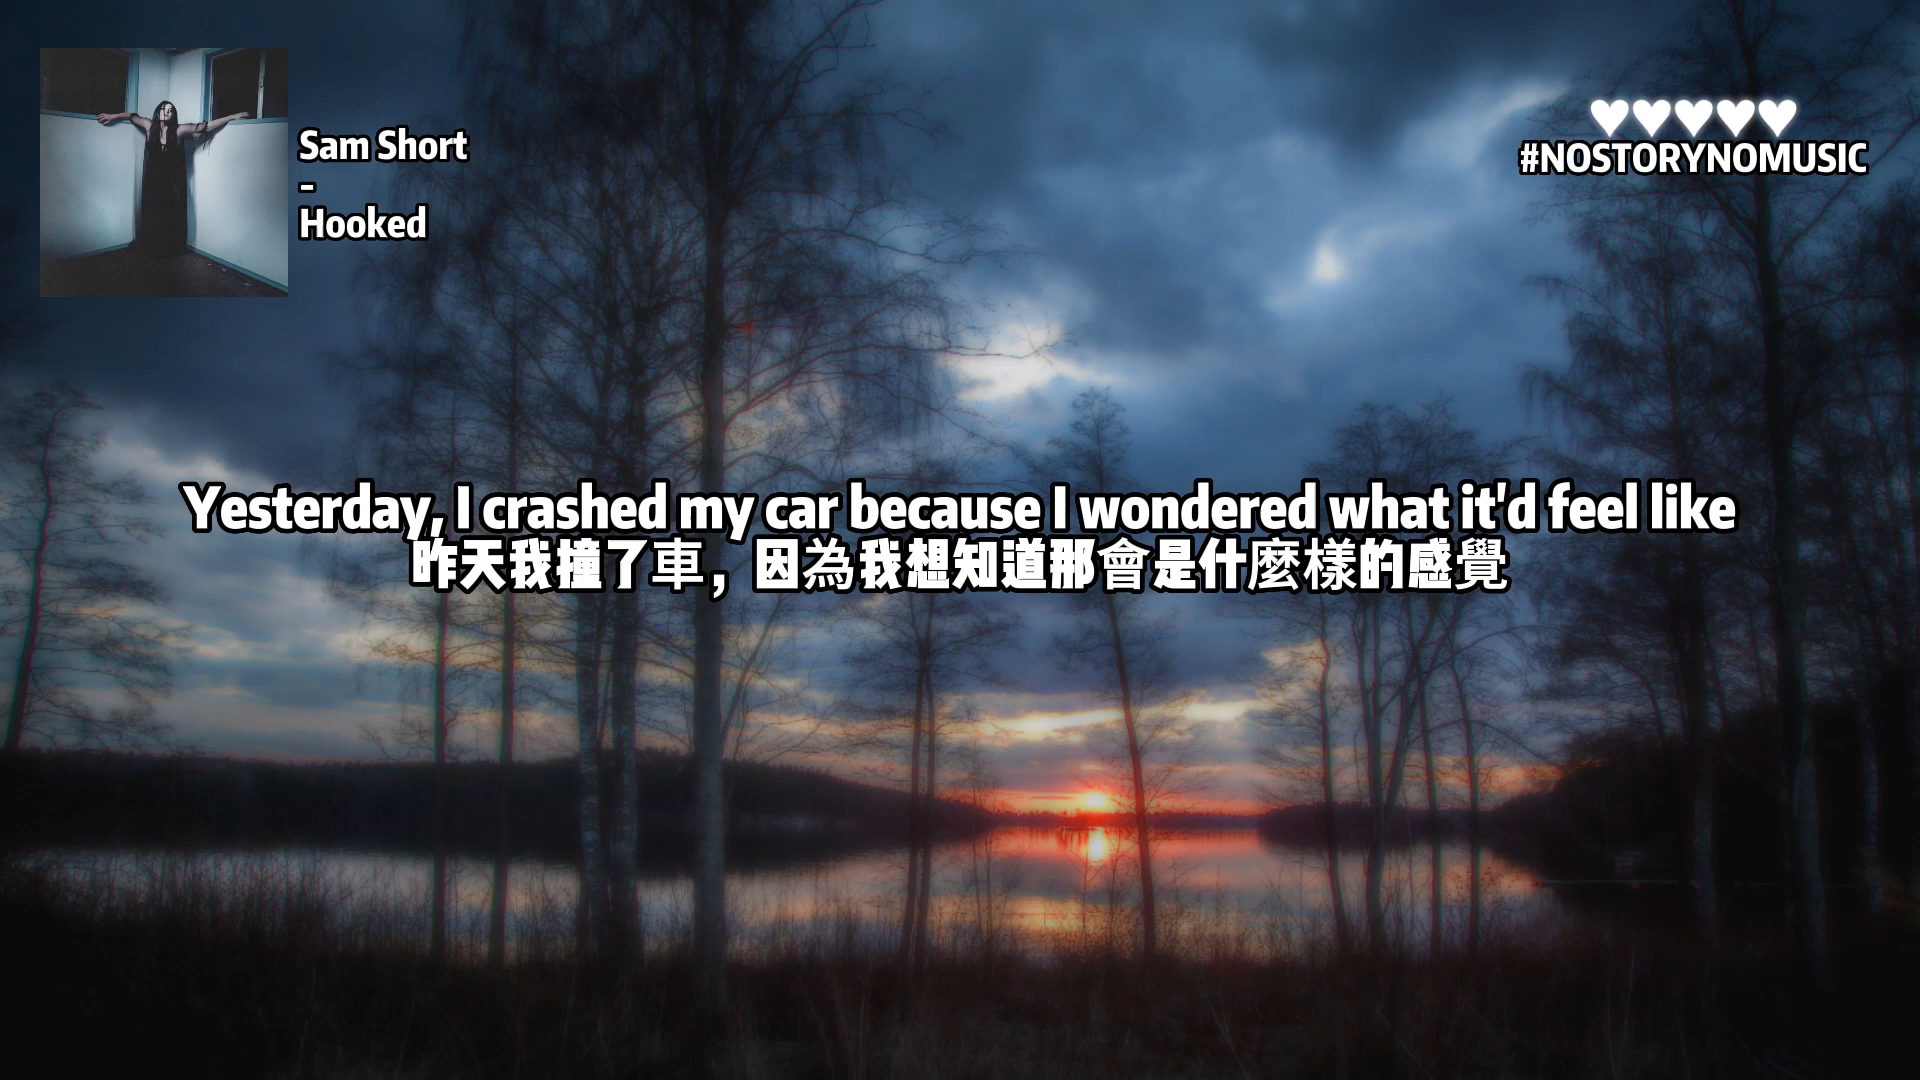 Sam Short
-
Hooked
♥♥♥♥♥
#NOSTORYNOMUSIC
Yesterday, I crashed my car because I wondered what it'd feel like
昨天我撞了車，因為我想知道那會是什麼樣的感覺